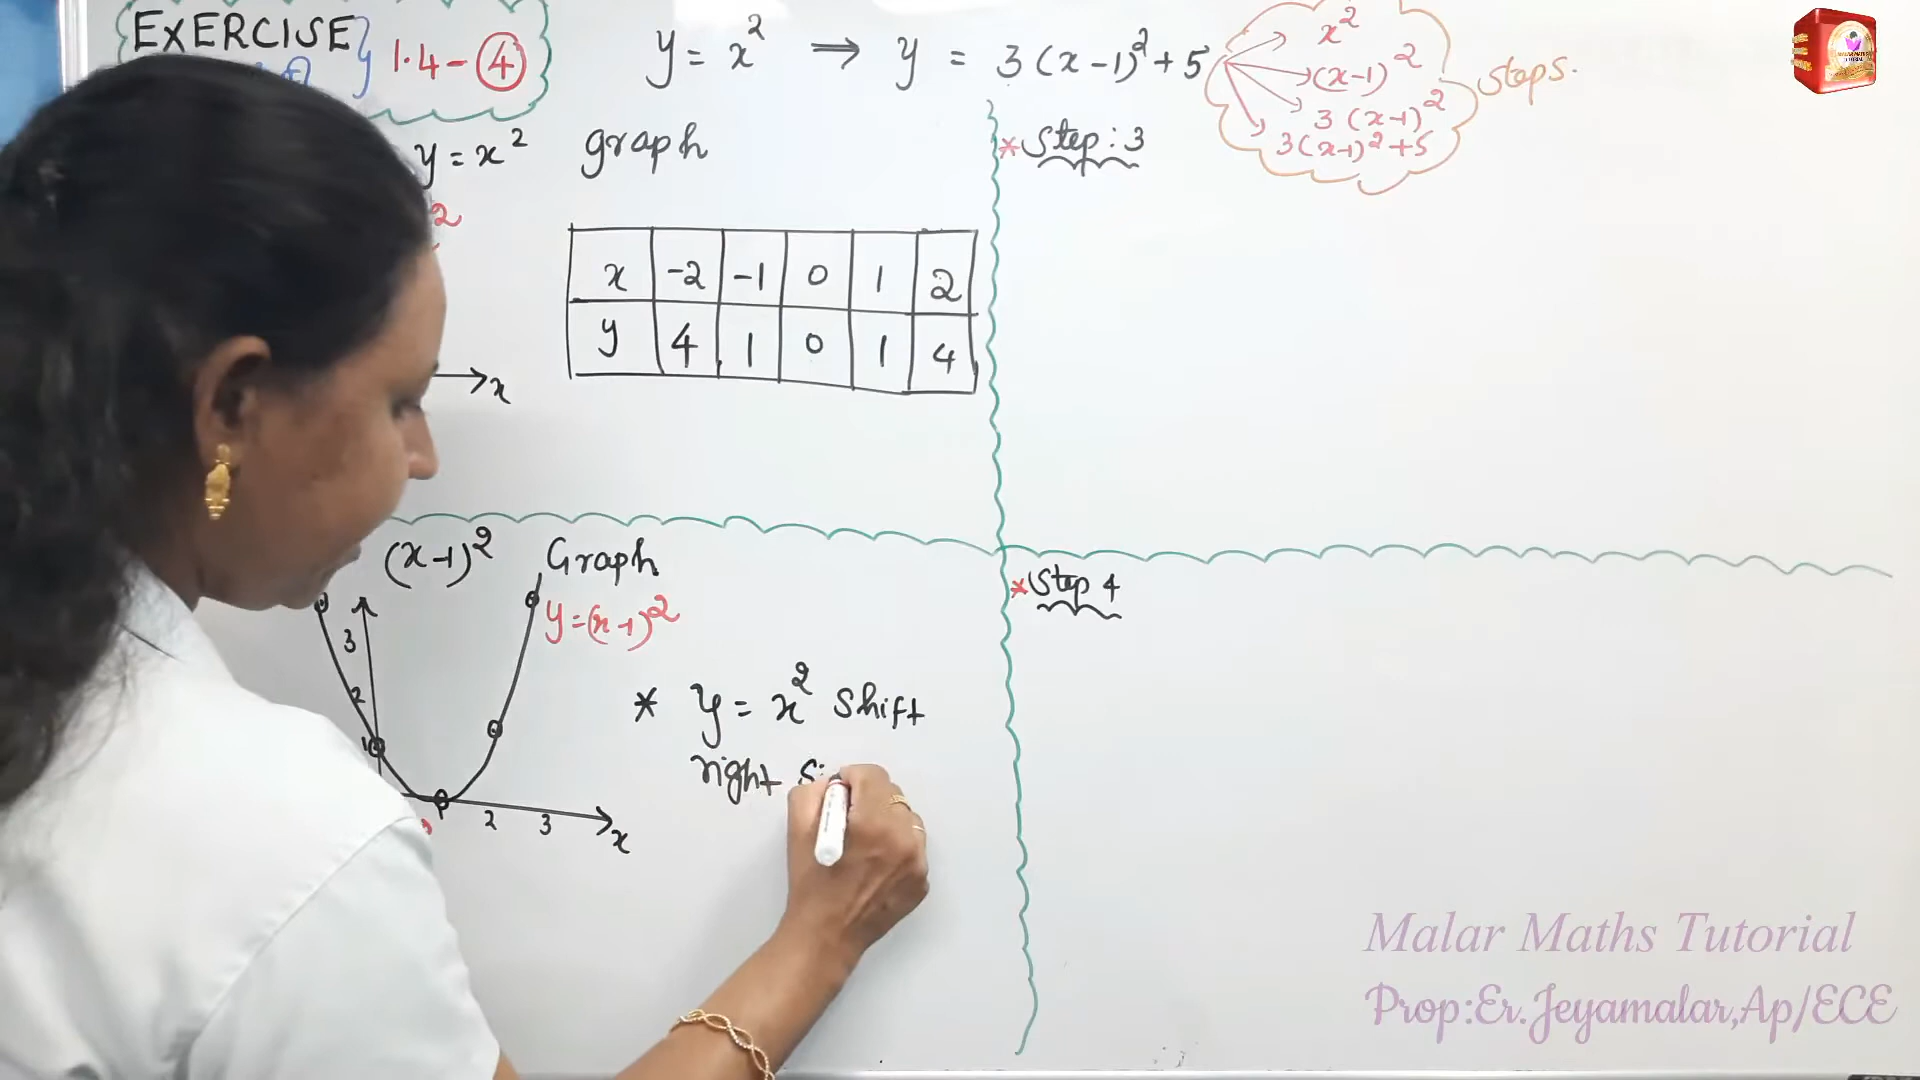 EXERCISE
1.4 - 4
y = x² ⇒ y = 3(x-1)²+5
x²
(x-1)²
3(x-1)²
3(x-1)²+5
steps.
y = x² graph
2
x -2 -1 0 1 2
y 4 1 0 1 4
x
* Step : 3
(x-1)² Graph
y=(x-1)²
3
2
1
2 3
x
* y = x² shift
right si
* Step 4
Malar Maths Tutorial
Prop:Er.Jeyamalar,Ap/ECE